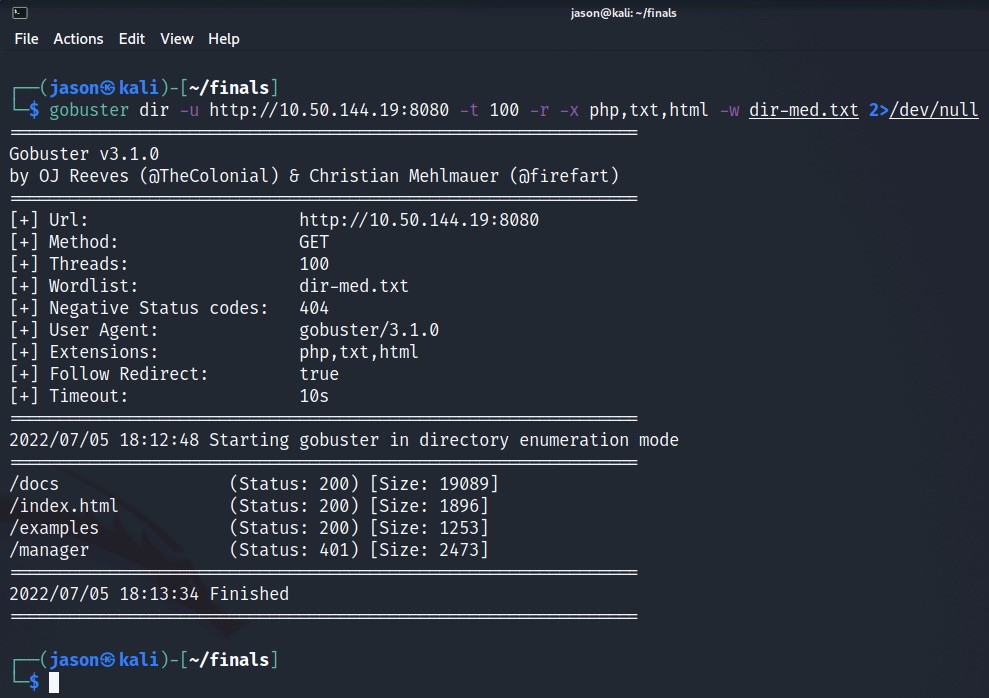 jason@kali: ~/finals
File Actions Edit View Help
┌──(jason㉿kali)-[~/finals]
└─$ gobuster dir -u http://10.50.144.19:8080 -t 100 -r -x php,txt,html -w dir-med.txt 2>/dev/null
===============================================================
Gobuster v3.1.0
by OJ Reeves (@TheColonial) & Christian Mehlmauer (@firefart)
===============================================================
[+] Url:                     http://10.50.144.19:8080
[+] Method:                  GET
[+] Threads:                 100
[+] Wordlist:                dir-med.txt
[+] Negative Status codes:   404
[+] User Agent:              gobuster/3.1.0
[+] Extensions:              php,txt,html
[+] Follow Redirect:         true
[+] Timeout:                 10s
===============================================================
2022/07/05 18:12:48 Starting gobuster in directory enumeration mode
===============================================================
/docs                 (Status: 200) [Size: 19089]
/index.html           (Status: 200) [Size: 1896]
/examples             (Status: 200) [Size: 1253]
/manager              (Status: 401) [Size: 2473]
===============================================================
2022/07/05 18:13:34 Finished
===============================================================
┌──(jason㉿kali)-[~/finals]
└─$